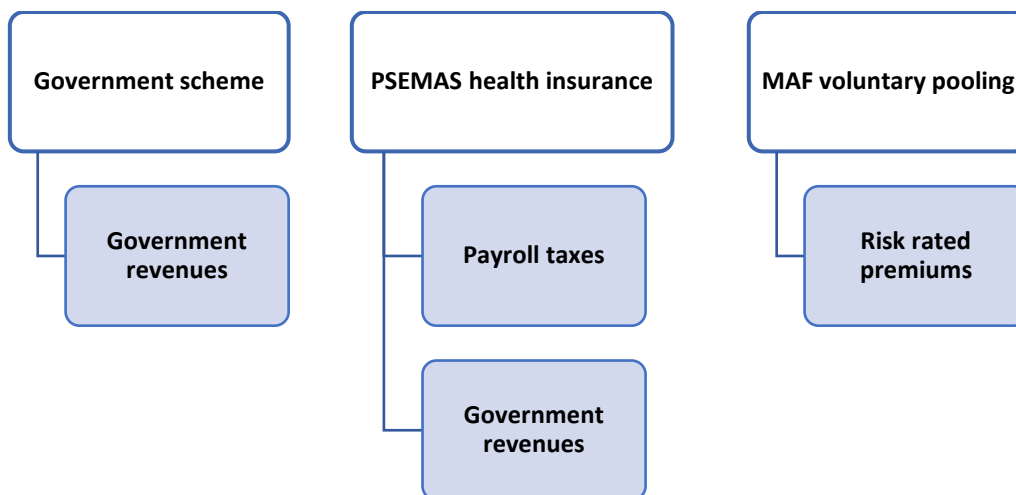 Government scheme
PSEMAS health insurance
MAF voluntary pooling
Government
revenues
Payroll taxes
Risk rated
premiums
Government
revenues